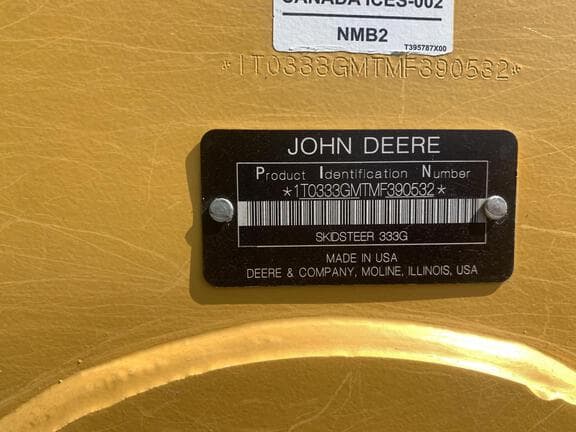 CANADA ICES-002
NMB2
T395787X00
*1T0333GMTMF390532*
JOHN DEERE
Product Identification Number
*1T0333GMTMF390532*
SKIDSTEER 333G
MADE IN USA
DEERE & COMPANY, MOLINE, ILLINOIS, USA